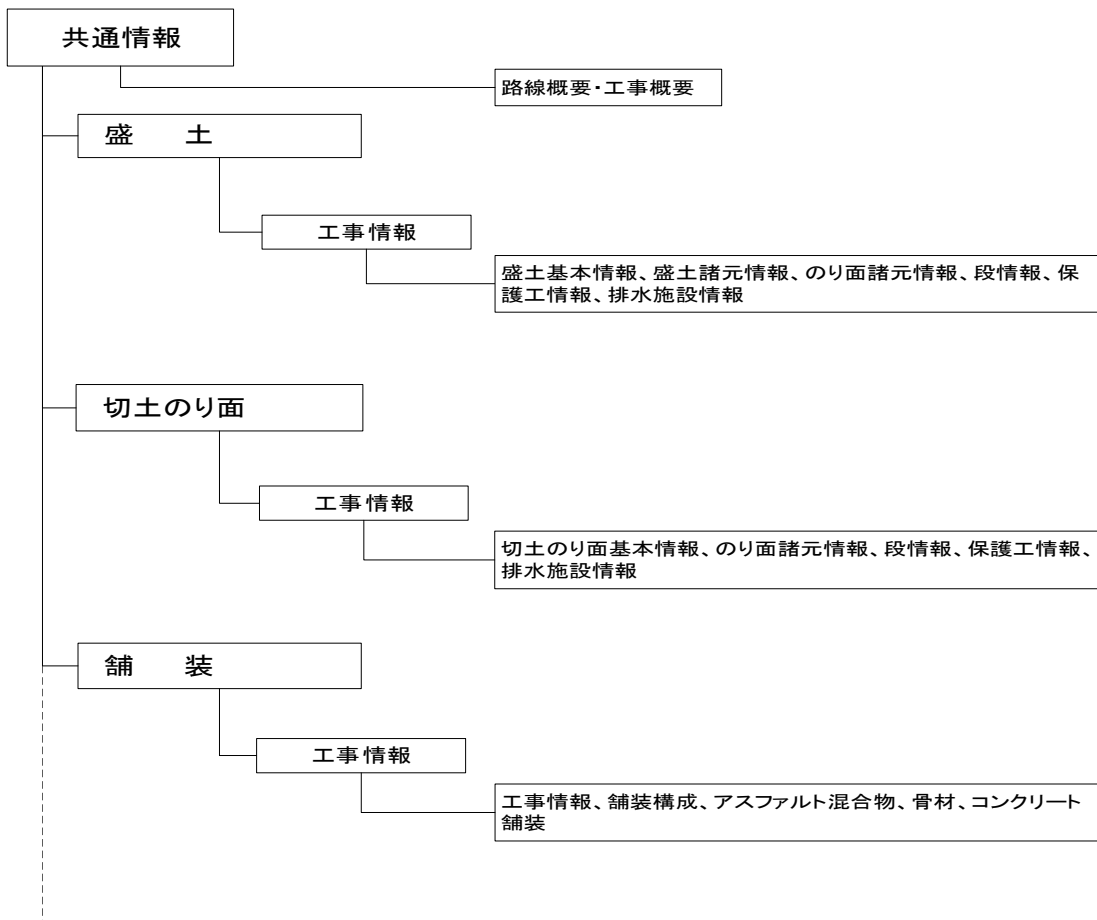 共通情報
路線概要・工事概要
盛　土
工事情報
盛土基本情報、盛土諸元情報、のり面諸元情報、段情報、保
護工情報、排水施設情報
切土のり面
工事情報
切土のり面基本情報、のり面諸元情報、段情報、保護工情報、
排水施設情報
舗　装
工事情報
工事情報、舗装構成、アスファルト混合物、骨材、コンクリート
舗装